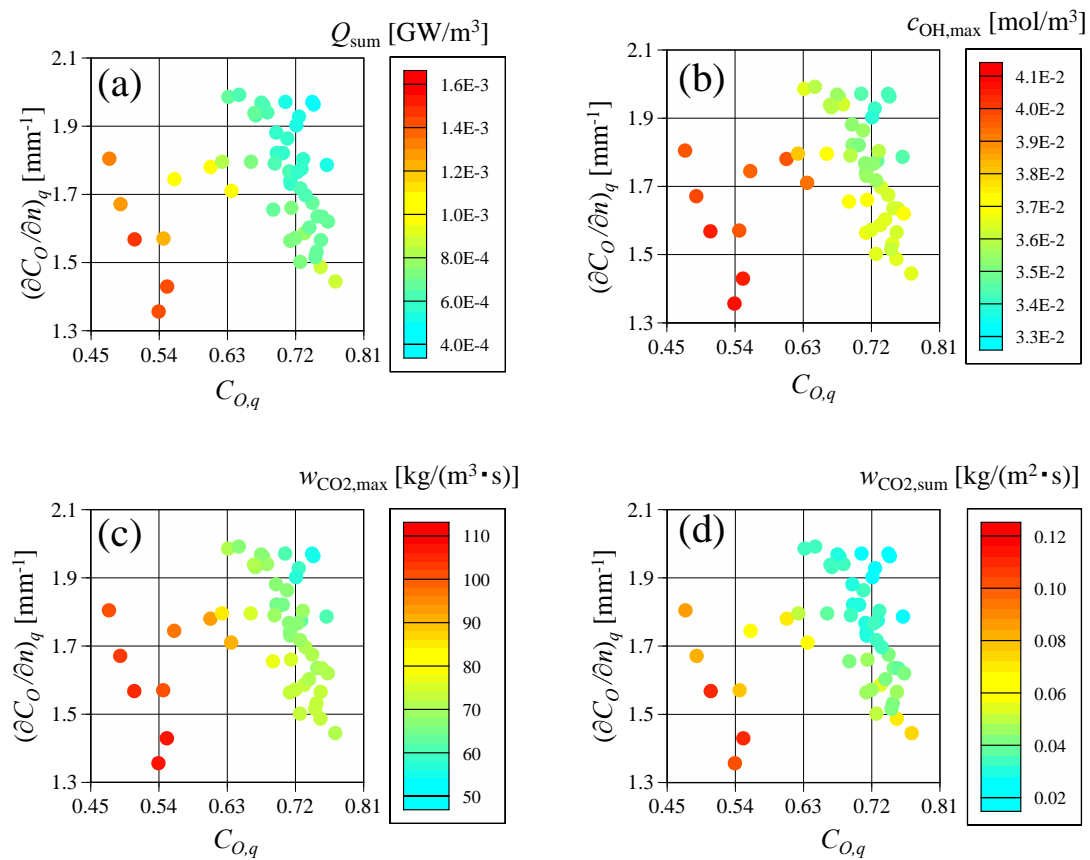 Q_sum [GW/m³]
(a)
(∂C_O/∂n)_q [mm⁻¹]
2.1
1.9
1.7
1.5
1.3
0.45 0.54 0.63 0.72 0.81
C_O,q
1.6E-3
1.4E-3
1.2E-3
1.0E-3
8.0E-4
6.0E-4
4.0E-4
c_OH,max [mol/m³]
(b)
(∂C_O/∂n)_q [mm⁻¹]
2.1
1.9
1.7
1.5
1.3
0.45 0.54 0.63 0.72 0.81
C_O,q
4.1E-2
4.0E-2
3.9E-2
3.8E-2
3.7E-2
3.6E-2
3.5E-2
3.4E-2
3.3E-2
w_CO2,max [kg/(m³·s)]
(c)
(∂C_O/∂n)_q [mm⁻¹]
2.1
1.9
1.7
1.5
1.3
0.45 0.54 0.63 0.72 0.81
C_O,q
110
100
90
80
70
60
50
w_CO2,sum [kg/(m²·s)]
(d)
(∂C_O/∂n)_q [mm⁻¹]
2.1
1.9
1.7
1.5
1.3
0.45 0.54 0.63 0.72 0.81
C_O,q
0.12
0.10
0.08
0.06
0.04
0.02